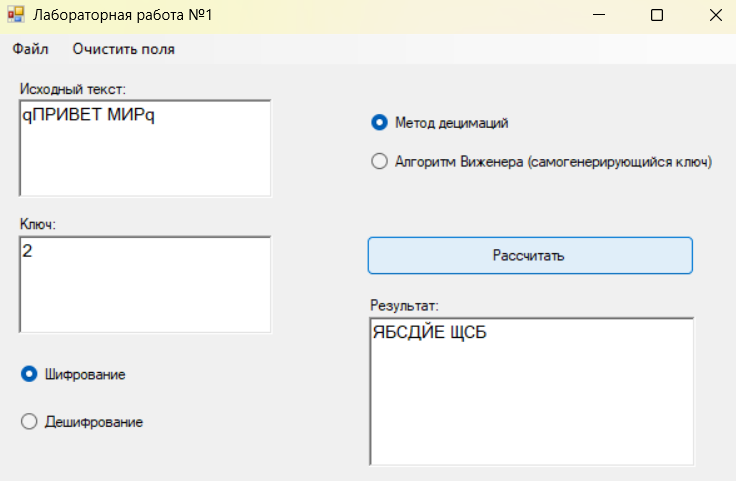 Лабораторная работа №1
Файл Очистить поля
Исходный текст:
qПРИВЕТ МИРq
Метод децимаций
Алгоритм Виженера (самогенерирующийся ключ)
Ключ:
2
Рассчитать
Результат:
ЯБСДЙЕ ЩСБ
Шифрование
Дешифрование